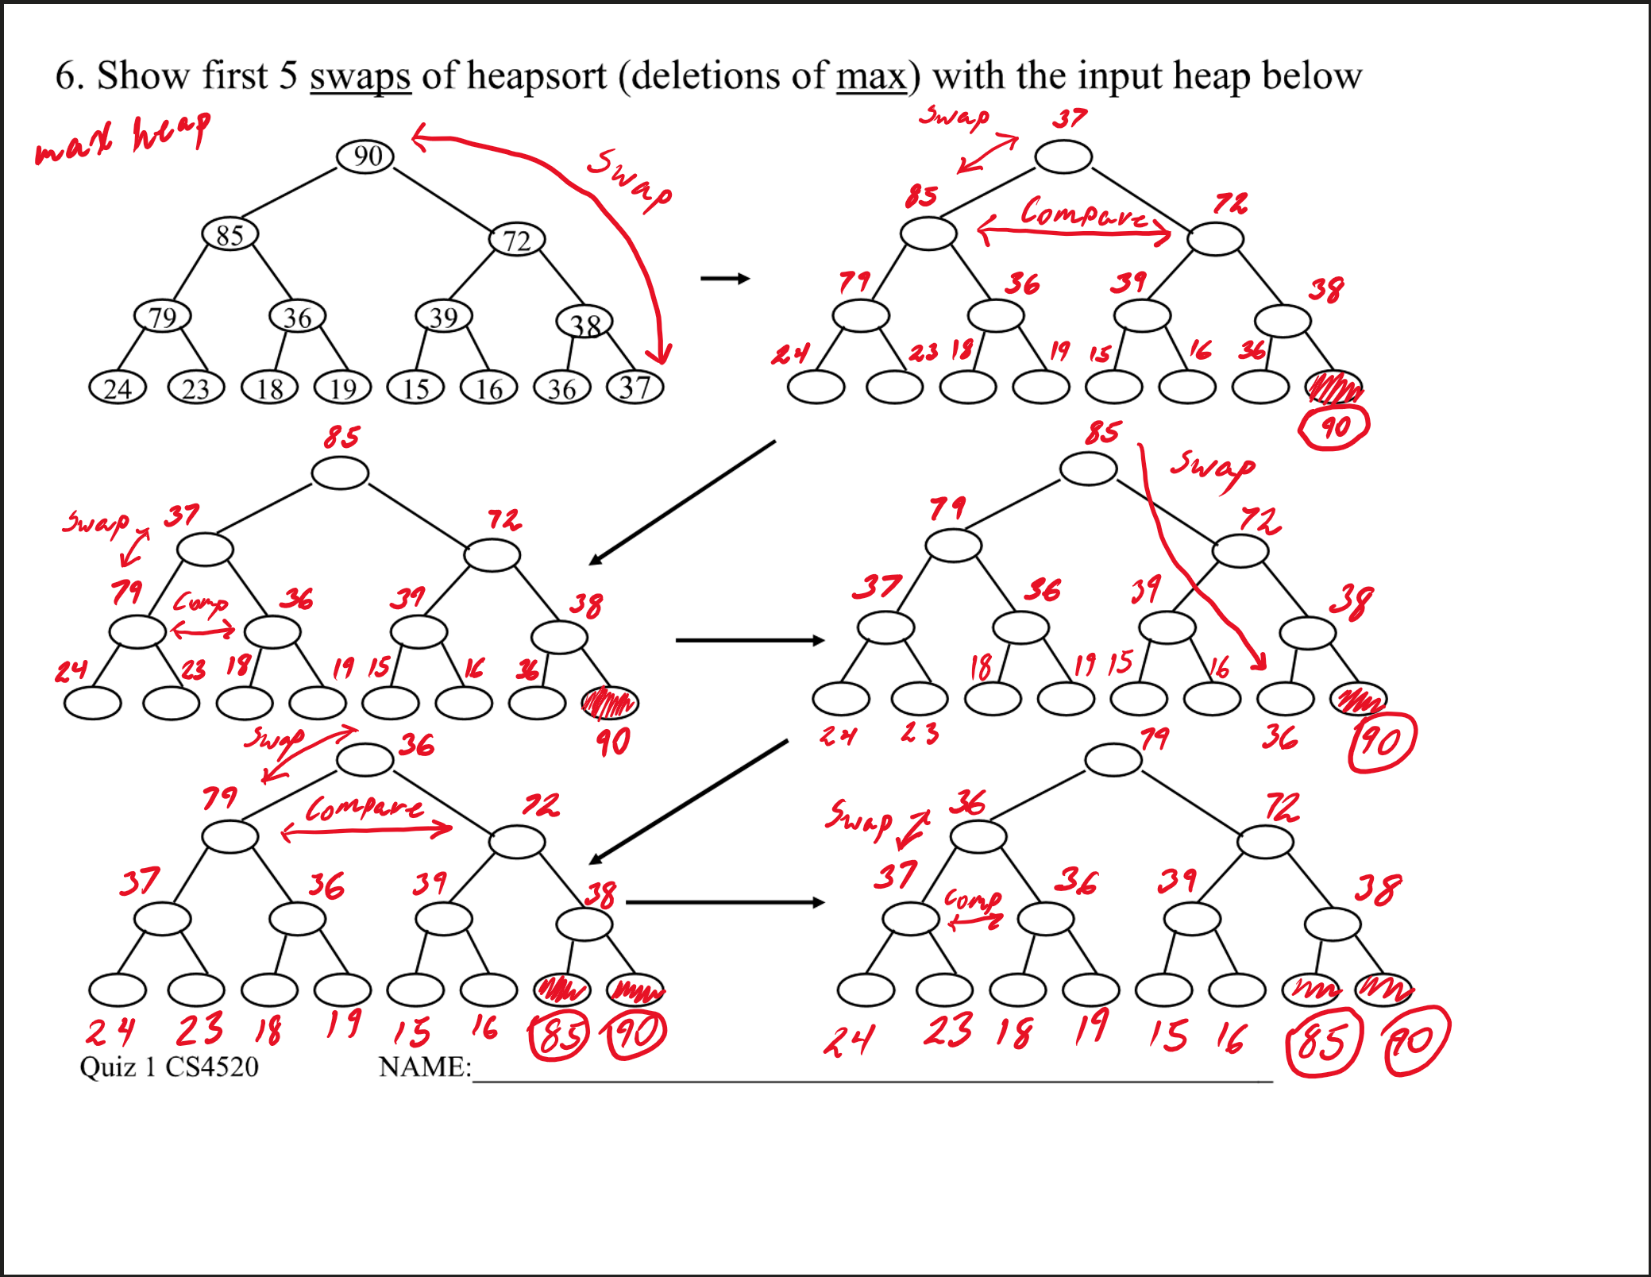 6. Show first 5 swaps of heapsort (deletions of max) with the input heap below
max heap
90
Swap
85 72
79 36 39 38
24 23 18 19 15 16 36 37
Swap 37
85 Compare 72
79 36 39 38
24 23 18 19 15 16 36
90
85
Swap 37 72
79 Comp 36 39 38
24 23 18 19 15 16 36
90
85 Swap
79 72
37 36 39 38
18 19 15 16
24 23 36 90
Swap 36
79 Compare 72
37 36 39 38
24 23 18 19 15 16 85 90
79
Swap 36 72
37 Comp 36 39 38
24 23 18 19 15 16 85 90
Quiz 1 CS4520 NAME: